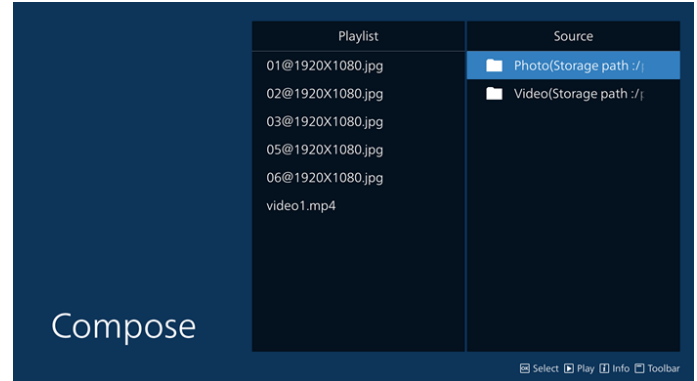 Playlist
Source
01@1920X1080.jpg
02@1920X1080.jpg
03@1920X1080.jpg
05@1920X1080.jpg
06@1920X1080.jpg
video1.mp4
Photo(Storage path :/
Video(Storage path :/
Compose
OK Select Play i Info Toolbar